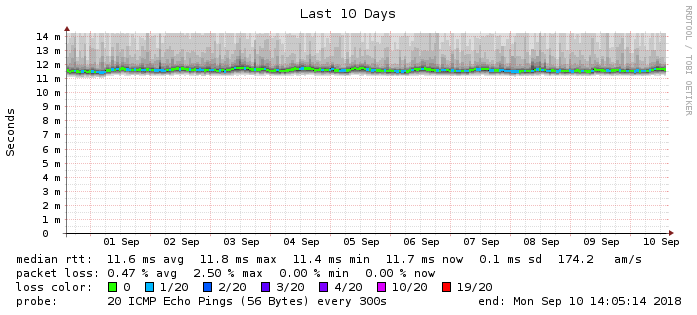 Last 10 Days
RRDTOOL / TOBI OETIKER
Seconds
14 m
12 m
11 m
10 m
9 m
8 m
7 m
6 m
5 m
4 m
3 m
2 m
1 m
0
01 Sep 02 Sep 03 Sep 04 Sep 05 Sep 06 Sep 07 Sep 08 Sep 09 Sep 10 Sep
median rtt: 11.6 ms avg 11.8 ms max 11.4 ms min 11.7 ms now 0.1 ms sd 174.2 am/s
packet loss: 0.47 % avg 2.50 % max 0.00 % min 0.00 % now
loss color: 0 1/20 2/20 3/20 4/20 10/20 19/20
probe: 20 ICMP Echo Pings (56 Bytes) every 300s end: Mon Sep 10 14:05:14 2018